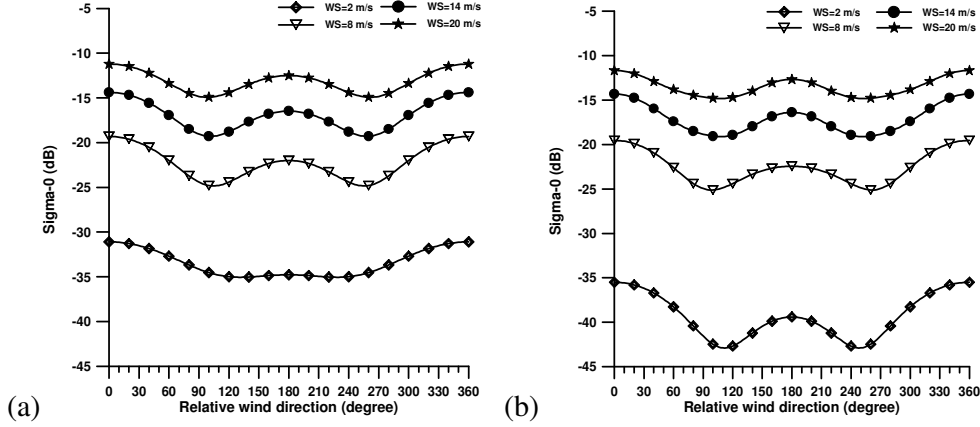 WS=2 m/s
WS=14 m/s
WS=8 m/s
WS=20 m/s
-5
-10
-15
-20
-25
-30
-35
-40
-45
Sigma-0 (dB)
0 30 60 90 120 150 180 210 240 270 300 330 360
Relative wind direction (degree)
(a)
WS=2 m/s
WS=14 m/s
WS=8 m/s
WS=20 m/s
-5
-10
-15
-20
-25
-30
-35
-40
-45
Sigma-0 (dB)
0 30 60 90 120 150 180 210 240 270 300 330 360
Relative wind direction (degree)
(b)